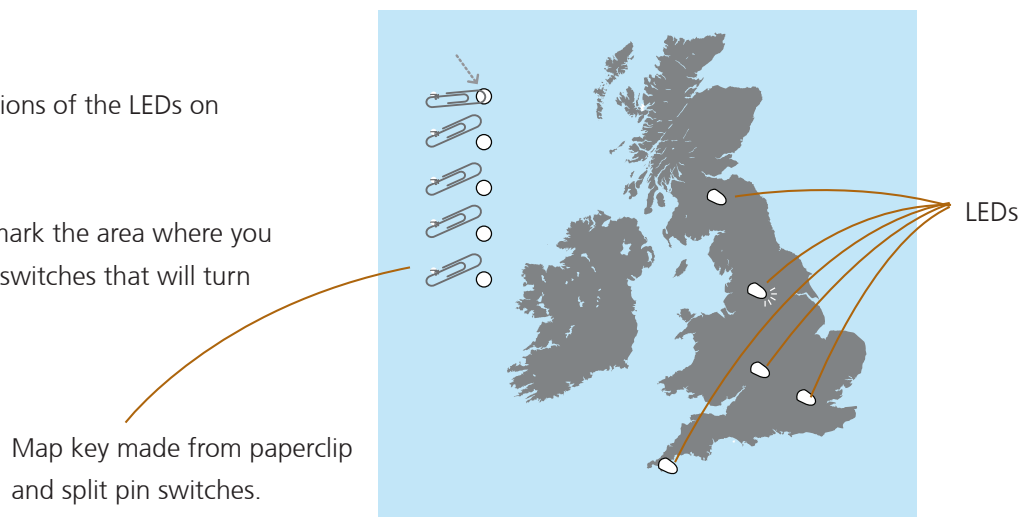 ions of the LEDs on
mark the area where you
switches that will turn
Map key made from paperclip
and split pin switches.
LEDs